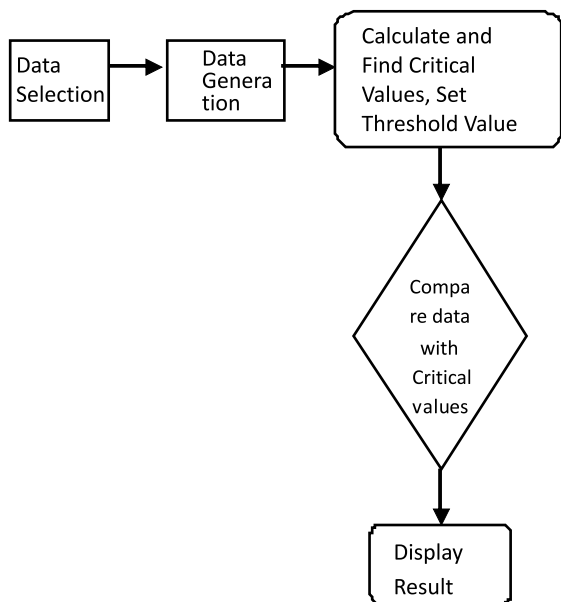 Data
Selection
Data
Genera
tion
Calculate and
Find Critical
Values, Set
Threshold Value
Compa
re data
with
Critical
values
Display
Result